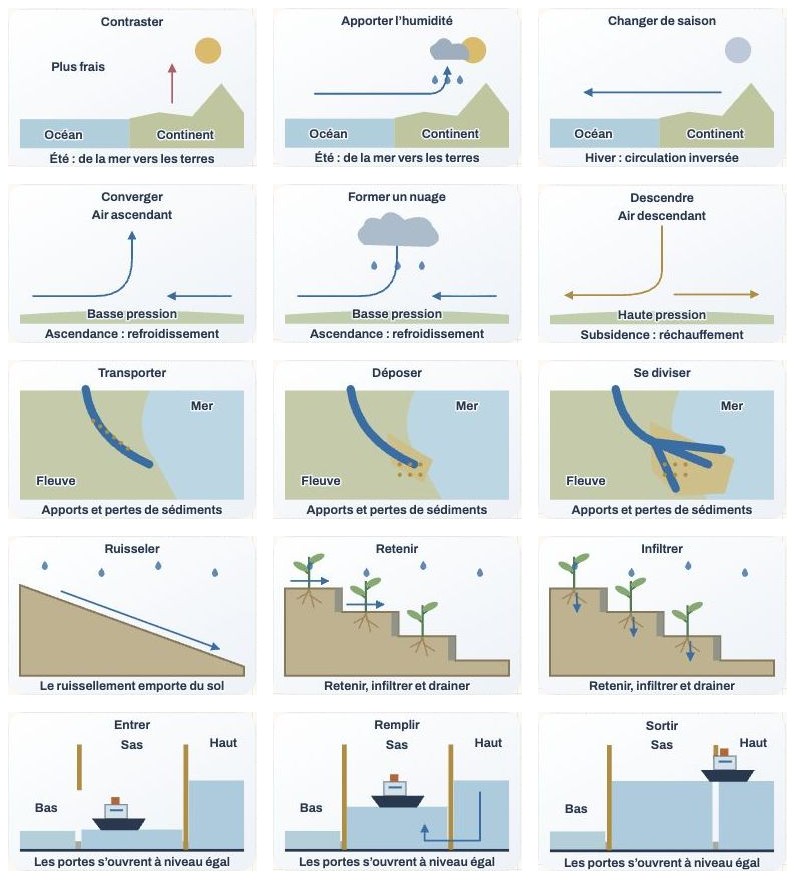 Contraster
Plus frais
Océan
Continent
Été : de la mer vers les terres
Apporter l’humidité
Océan
Continent
Été : de la mer vers les terres
Changer de saison
Océan
Continent
Hiver : circulation inversée
Converger
Air ascendant
Basse pression
Ascendance : refroidissement
Former un nuage
Basse pression
Ascendance : refroidissement
Descendre
Air descendant
Haute pression
Subsidence : réchauffement
Transporter
Mer
Fleuve
Apports et pertes de sédiments
Déposer
Mer
Fleuve
Apports et pertes de sédiments
Se diviser
Mer
Fleuve
Apports et pertes de sédiments
Ruisseler
Le ruissellement emporte du sol
Retenir
Retenir, infiltrer et drainer
Infiltrer
Retenir, infiltrer et drainer
Entrer
Sas
Haut
Bas
Les portes s’ouvrent à niveau égal
Remplir
Sas
Haut
Bas
Les portes s’ouvrent à niveau égal
Sortir
Sas
Haut
Bas
Les portes s’ouvrent à niveau égal